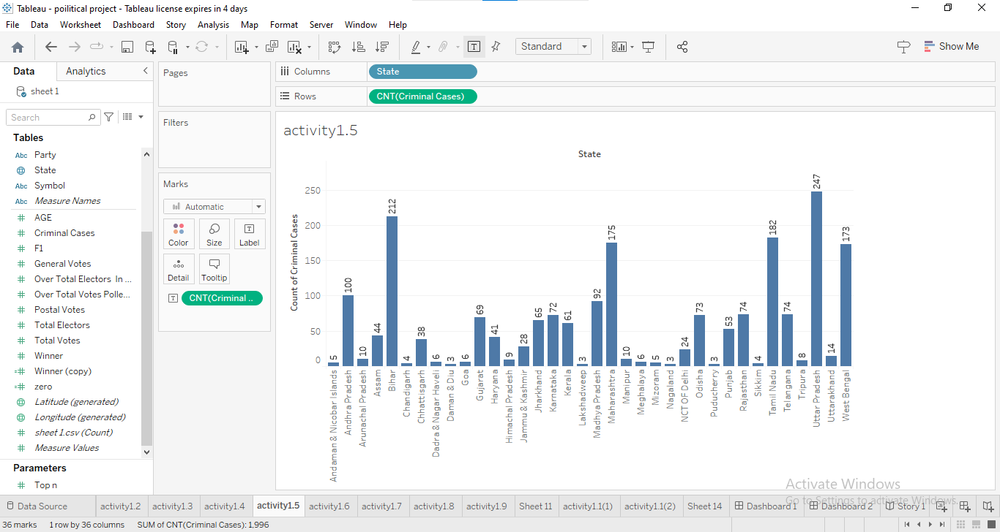 Tableau - poilitical project - Tableau license expires in 4 days
File Data Worksheet Dashboard Story Analysis Map Format Server Window Help
Standard
Show Me
Data Analytics
sheet 1
Search
Tables
Abc Party
State
Abc Symbol
Abc Measure Names
AGE
Criminal Cases
F1
General Votes
Over Total Electors In ...
Over Total Votes Polle...
Postal Votes
Total Electors
Total Votes
Winner
Winner (copy)
zero
Latitude (generated)
Longitude (generated)
sheet 1.csv (Count)
Measure Values
Parameters
Top n
Pages
Filters
Marks
Automatic
Color Size Label
Detail Tooltip
CNT(Criminal ..
Columns State
Rows CNT(Criminal Cases)
activity1.5
State
Count of Criminal Cases
250
200
150
100
50
0
5 100 10 44 212 4 38 6 3 6 69 41 9 28 65 72 61 3 92 175 10 6 5 3 24 73 3 53 74 4 182 74 8 247 14 173
Andaman & Nicobar Islands
Andhra Pradesh
Arunachal Pradesh
Assam
Bihar
Chandigarh
Chhattisgarh
Dadra & Nagar Haveli
Daman & Diu
Goa
Gujarat
Haryana
Himachal Pradesh
Jammu & Kashmir
Jharkhand
Karnataka
Kerala
Lakshadweep
Madhya Pradesh
Maharashtra
Manipur
Meghalaya
Mizoram
Nagaland
NCT OF Delhi
Odisha
Puducherry
Punjab
Rajasthan
Sikkim
Tamil Nadu
Telangana
Tripura
Uttar Pradesh
Uttarakhand
West Bengal
Activate Windows
Go to Settings to activate Windows.
Data Source activity1.2 activity1.3 activity1.4 activity1.5 activity1.6 activity1.7 activity1.8 activity1.9 Sheet 11 activity1.1(1) activity1.1(2) Sheet 14 Dashboard 1 Dashboard 2 Story 1
36 marks 1 row by 36 columns SUM of CNT(Criminal Cases): 1,996